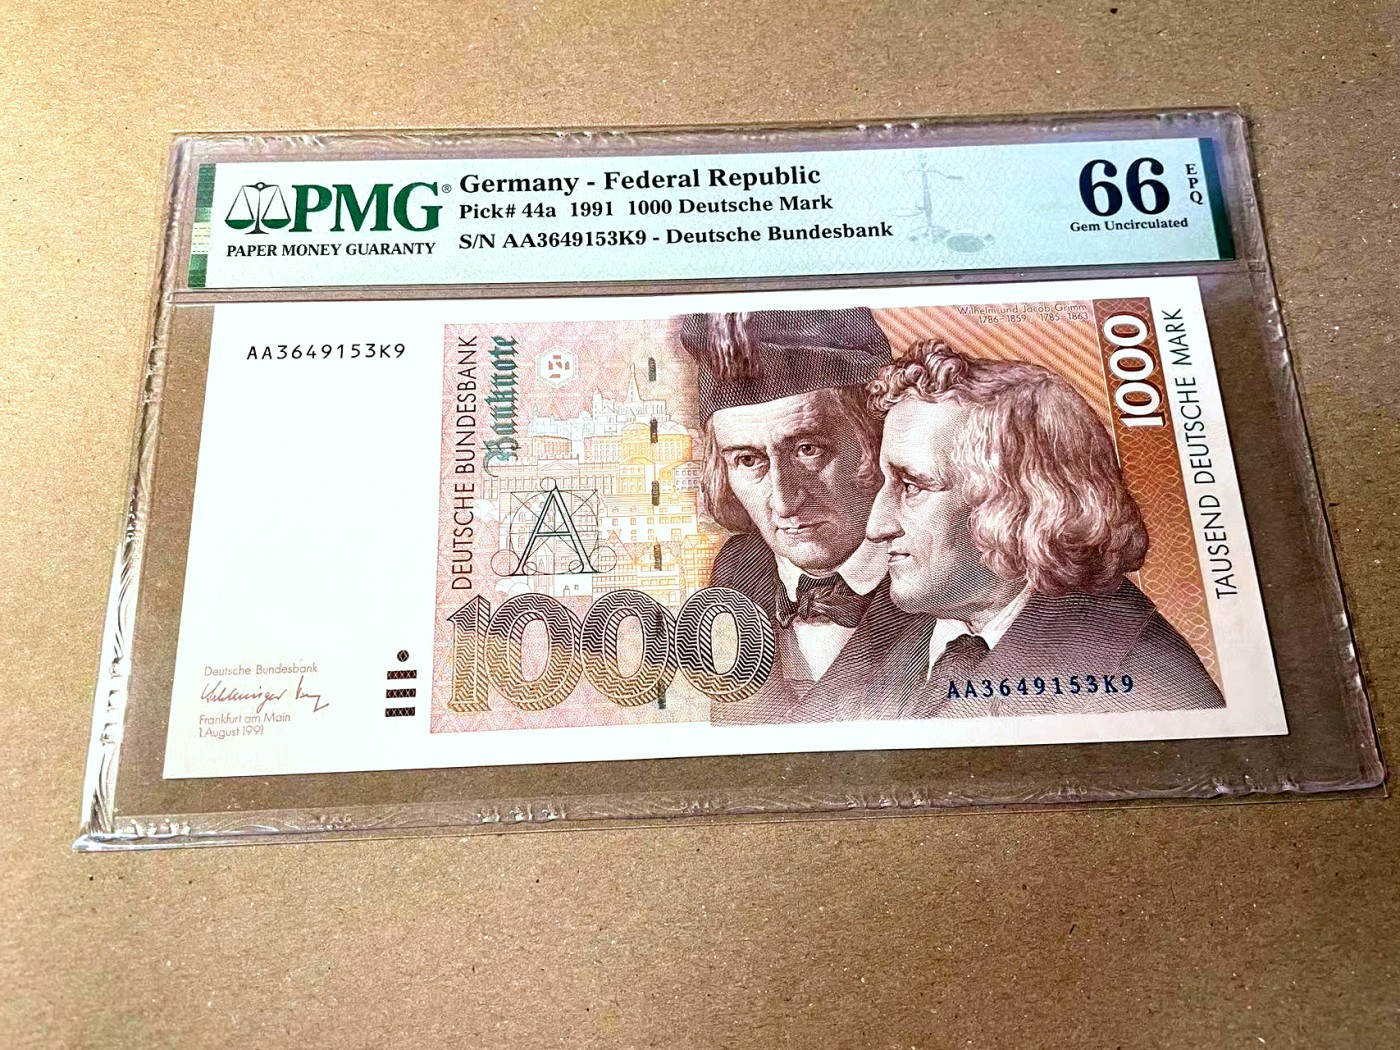 PMG®
PAPER MONEY GUARANTY
Germany - Federal Republic
Pick# 44a 1991 1000 Deutsche Mark
S/N AA3649153K9 - Deutsche Bundesbank
66
EPQ
Gem Uncirculated
AA3649153K9
DEUTSCHE BUNDESBANK
Banknote
Wilhelm und Jacob Grimm
1786-1859 1785-1863
1000
TAUSEND DEUTSCHE MARK
A
1000
AA3649153K9
Deutsche Bundesbank
Frankfurt am Main
1. August 1991